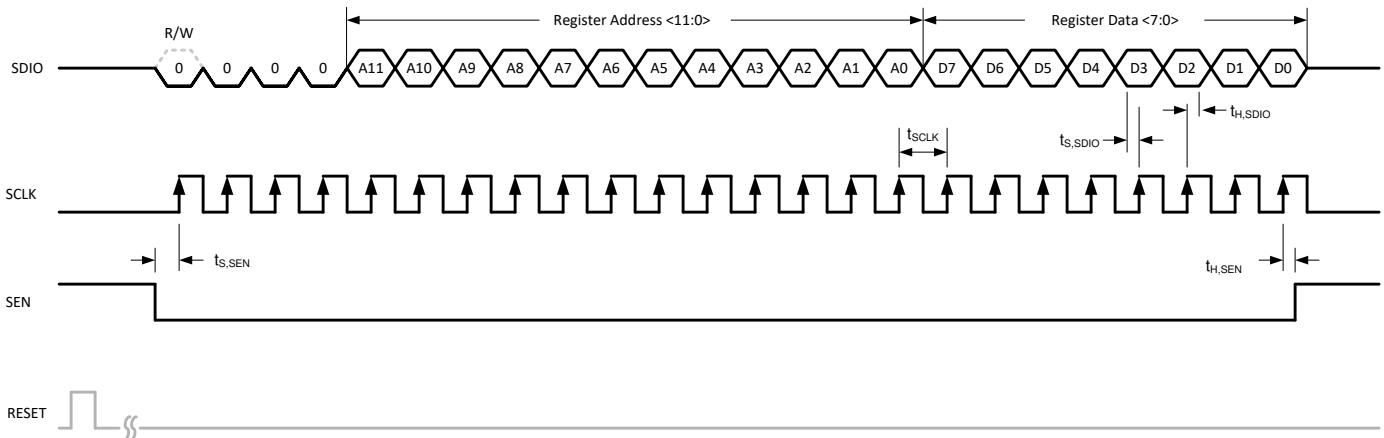 Register Address <11:0> Register Data <7:0>
R/W
SDIO 0 0 0 0 A11 A10 A9 A8 A7 A6 A5 A4 A3 A2 A1 A0 D7 D6 D5 D4 D3 D2 D1 D0
tH,SDIO
tSCLK tS,SDIO
SCLK
tS,SEN tH,SEN
SEN
RESET